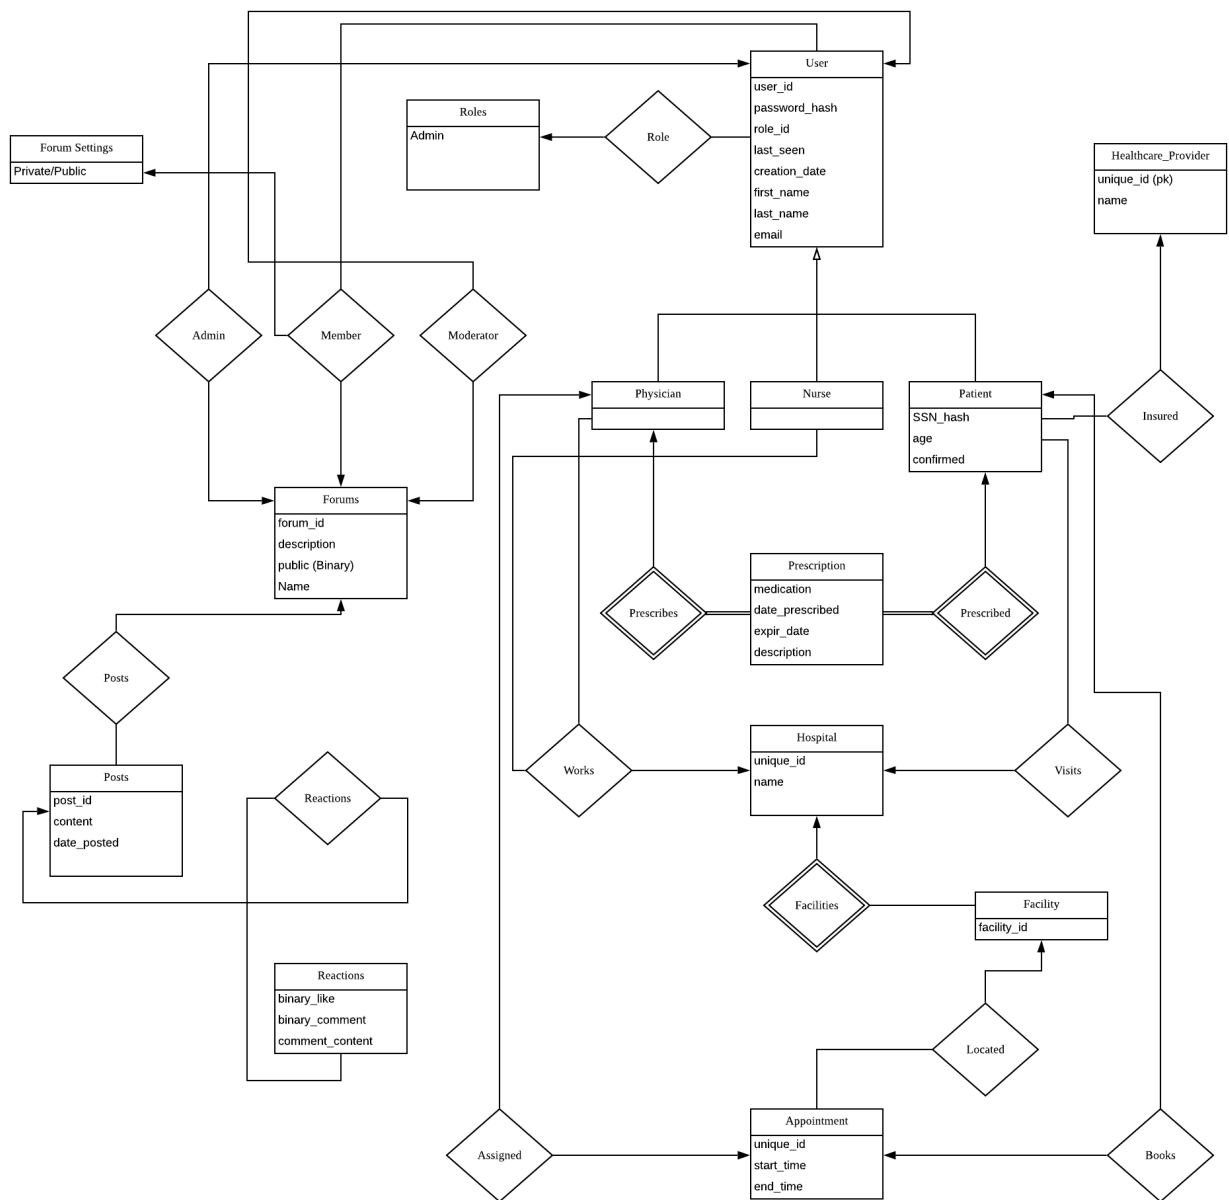 User
user_id
password_hash
role_id
last_seen
creation_date
first_name
last_name
email
Roles
Admin
Role
Forum Settings
Private/Public
Healthcare_Provider
unique_id (pk)
name
Admin
Member
Moderator
Physician
Nurse
Patient
SSN_hash
age
confirmed
Insured
Forums
forum_id
description
public (Binary)
Name
Prescribes
Prescription
medication
date_prescribed
expir_date
description
Prescribed
Posts
Posts
post_id
content
date_posted
Reactions
Works
Hospital
unique_id
name
Visits
Facilities
Facility
facility_id
Reactions
binary_like
binary_comment
comment_content
Located
Assigned
Appointment
unique_id
start_time
end_time
Books